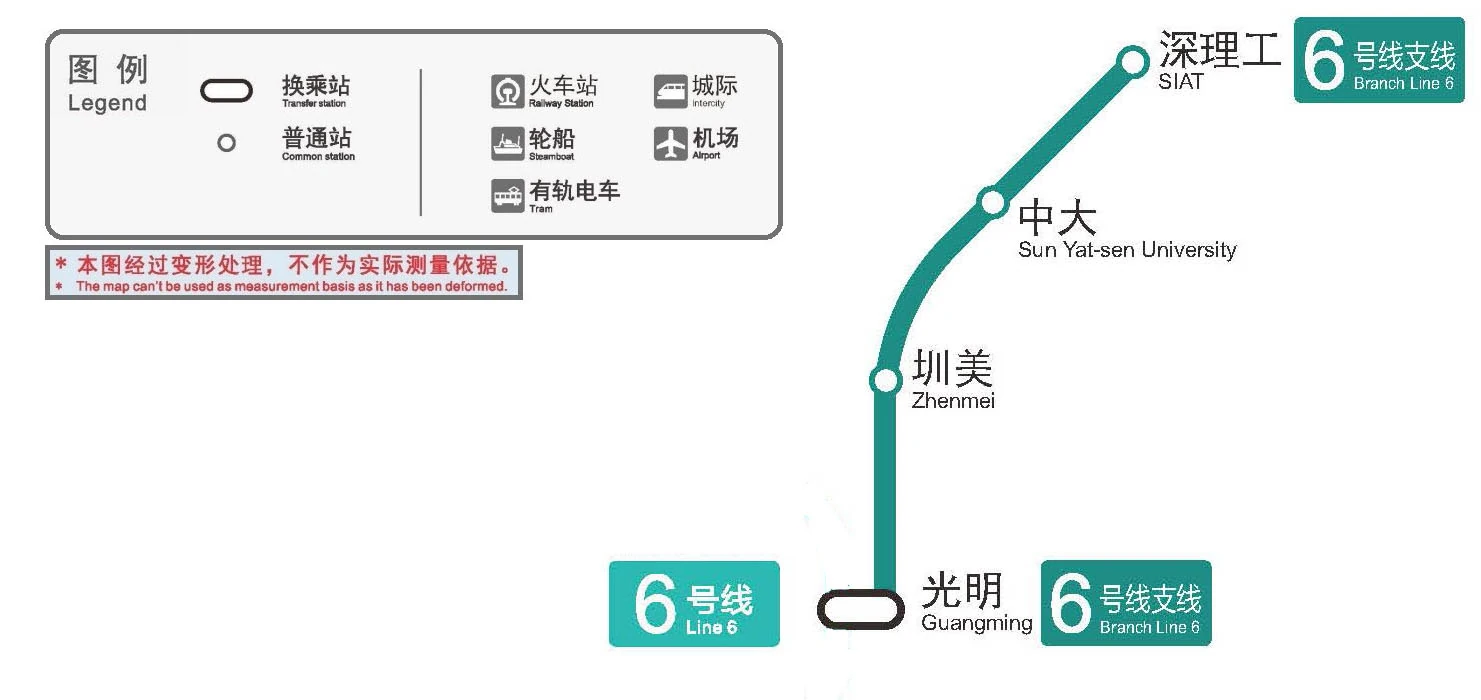 图 例
Legend
换乘站
Transfer station
普通站
Common station
火车站
Railway Station
轮船
Steamboat
有轨电车
Tram
城际
Intercity
机场
Airport
* 本图经过变形处理，不作为实际测量依据。
* The map can't be used as measurement basis as it has been deformed.
深理工
SIAT
6 号线支线
Branch Line 6
中大
Sun Yat-sen University
圳美
Zhenmei
6 号线
Line 6
光明
Guangming
6 号线支线
Branch Line 6